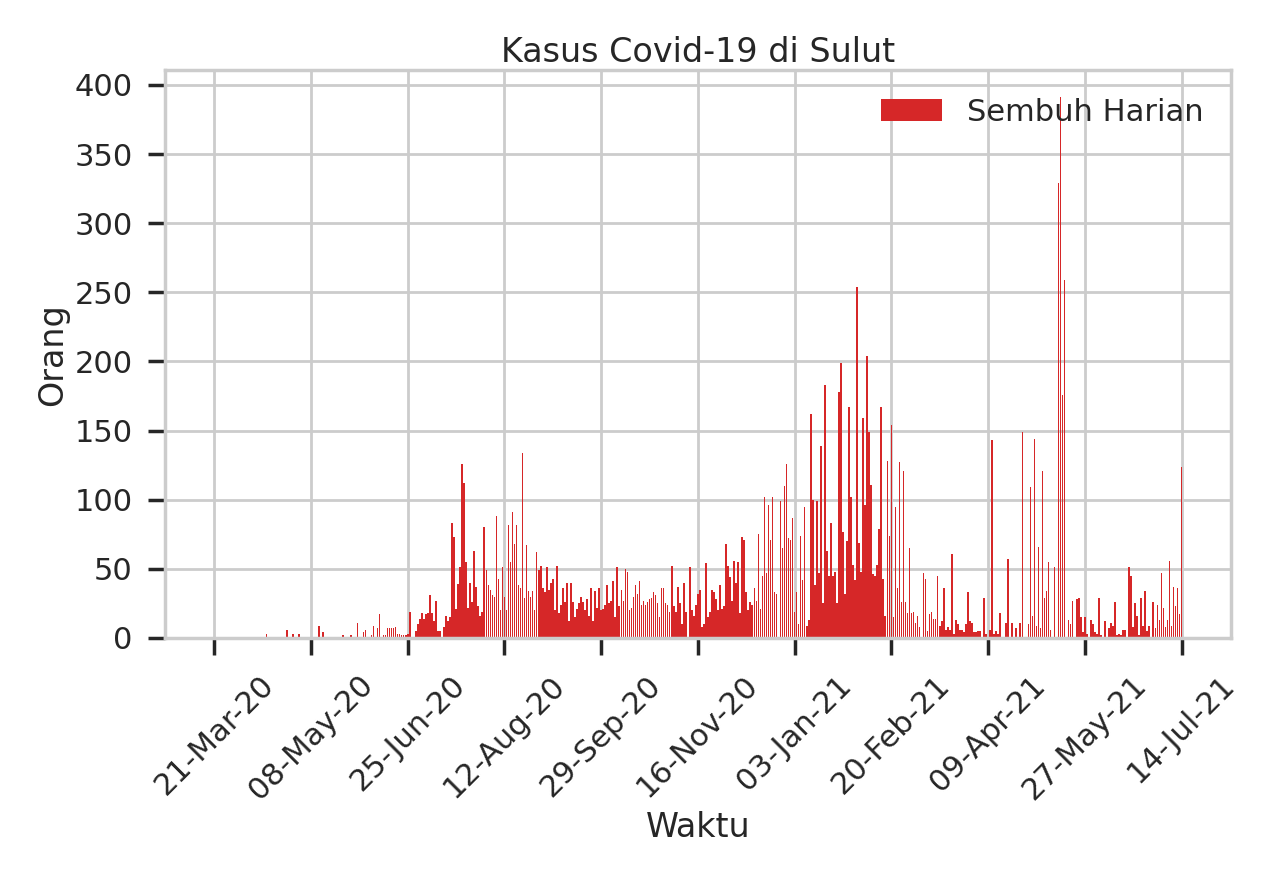 Kasus Covid-19 di Sulut
Sembuh Harian
400
350
300
250
200
150
100
50
0
Orang
21-Mar-20
08-May-20
25-Jun-20
12-Aug-20
29-Sep-20
16-Nov-20
03-Jan-21
20-Feb-21
09-Apr-21
27-May-21
14-Jul-21
Waktu